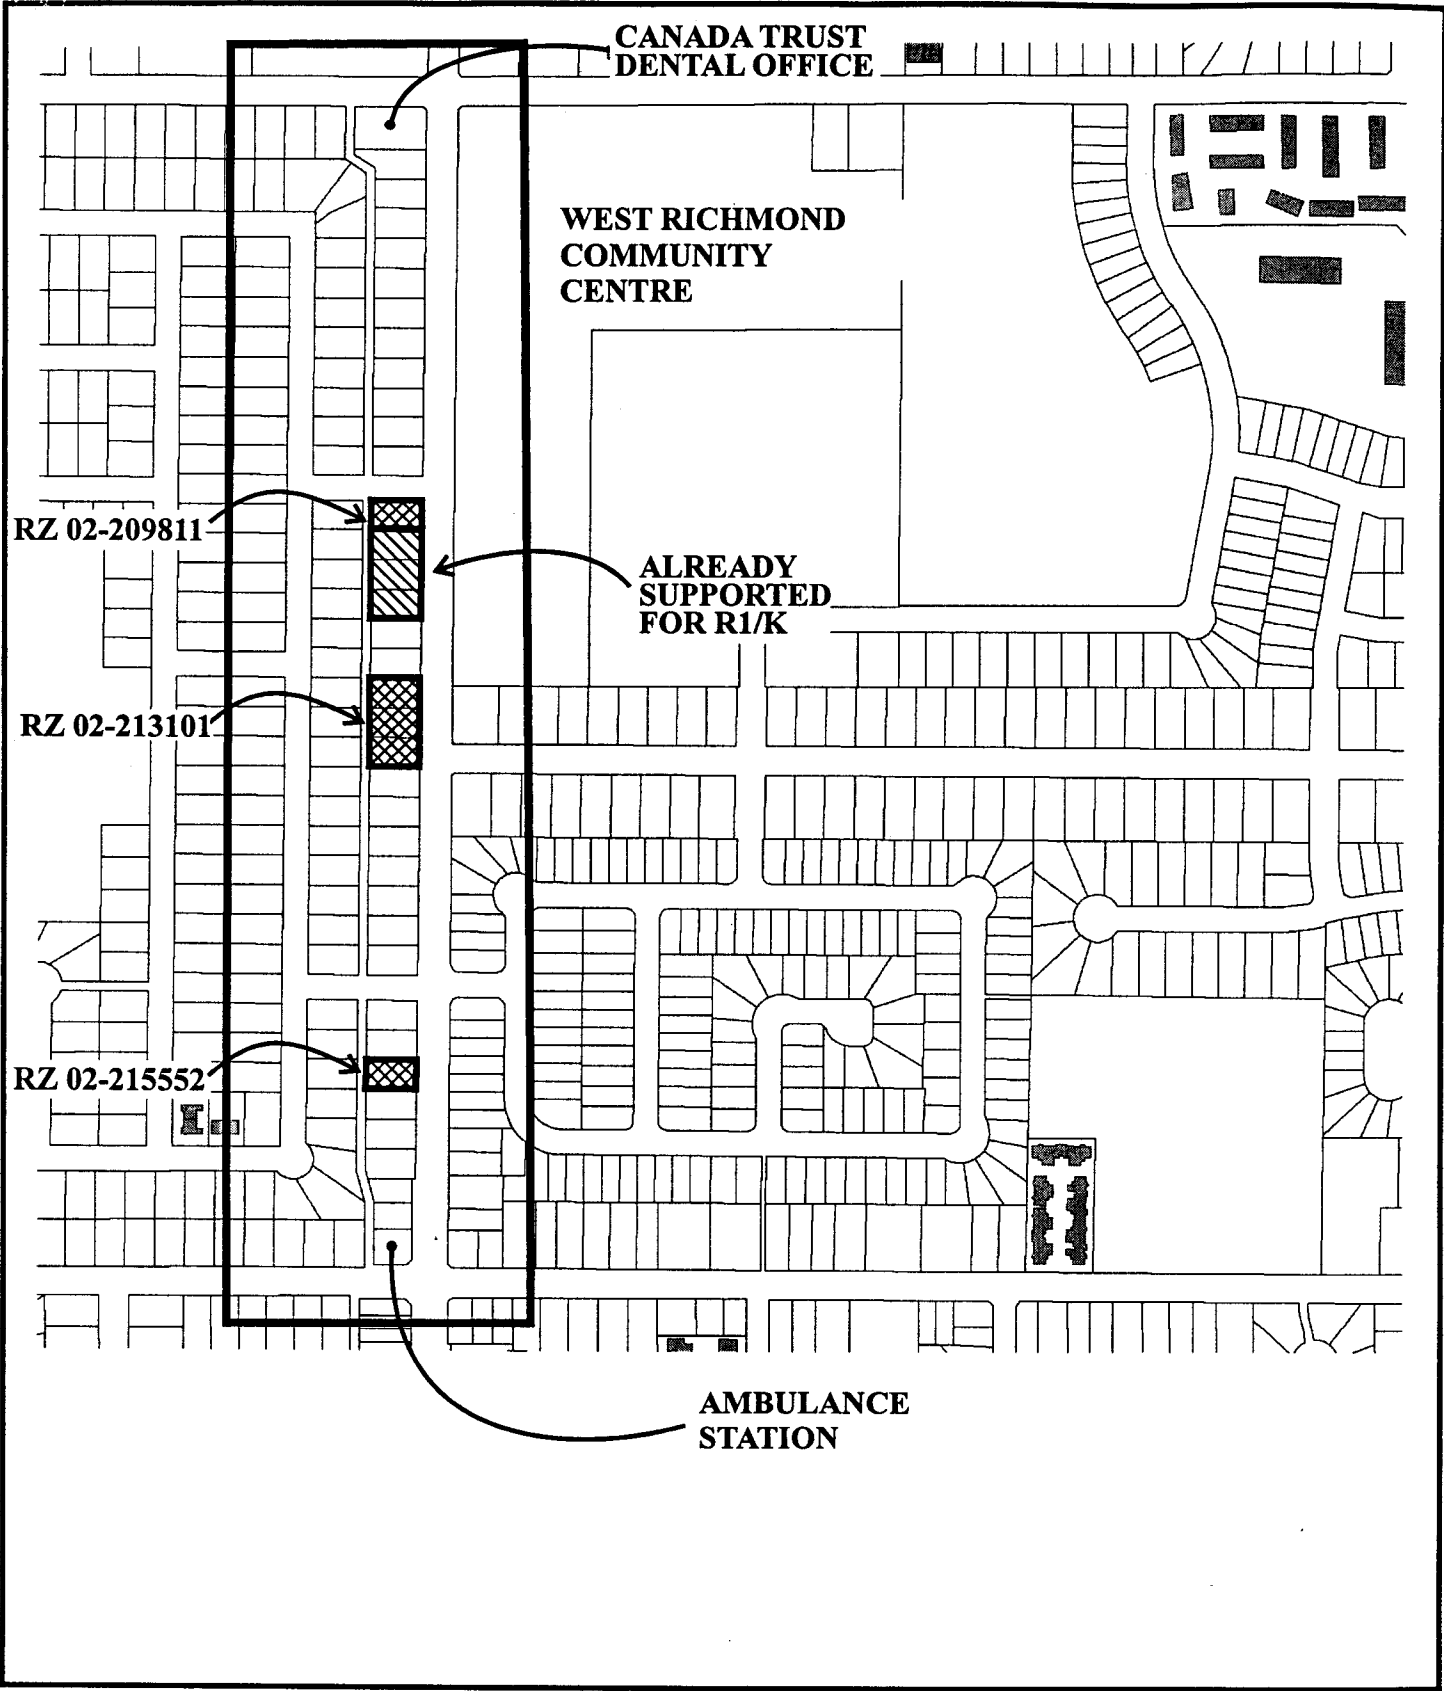 CANADA TRUST
DENTAL OFFICE
WEST RICHMOND
COMMUNITY
CENTRE
RZ 02-209811
ALREADY
SUPPORTED
FOR R1/K
RZ 02-213101
RZ 02-215552
AMBULANCE
STATION